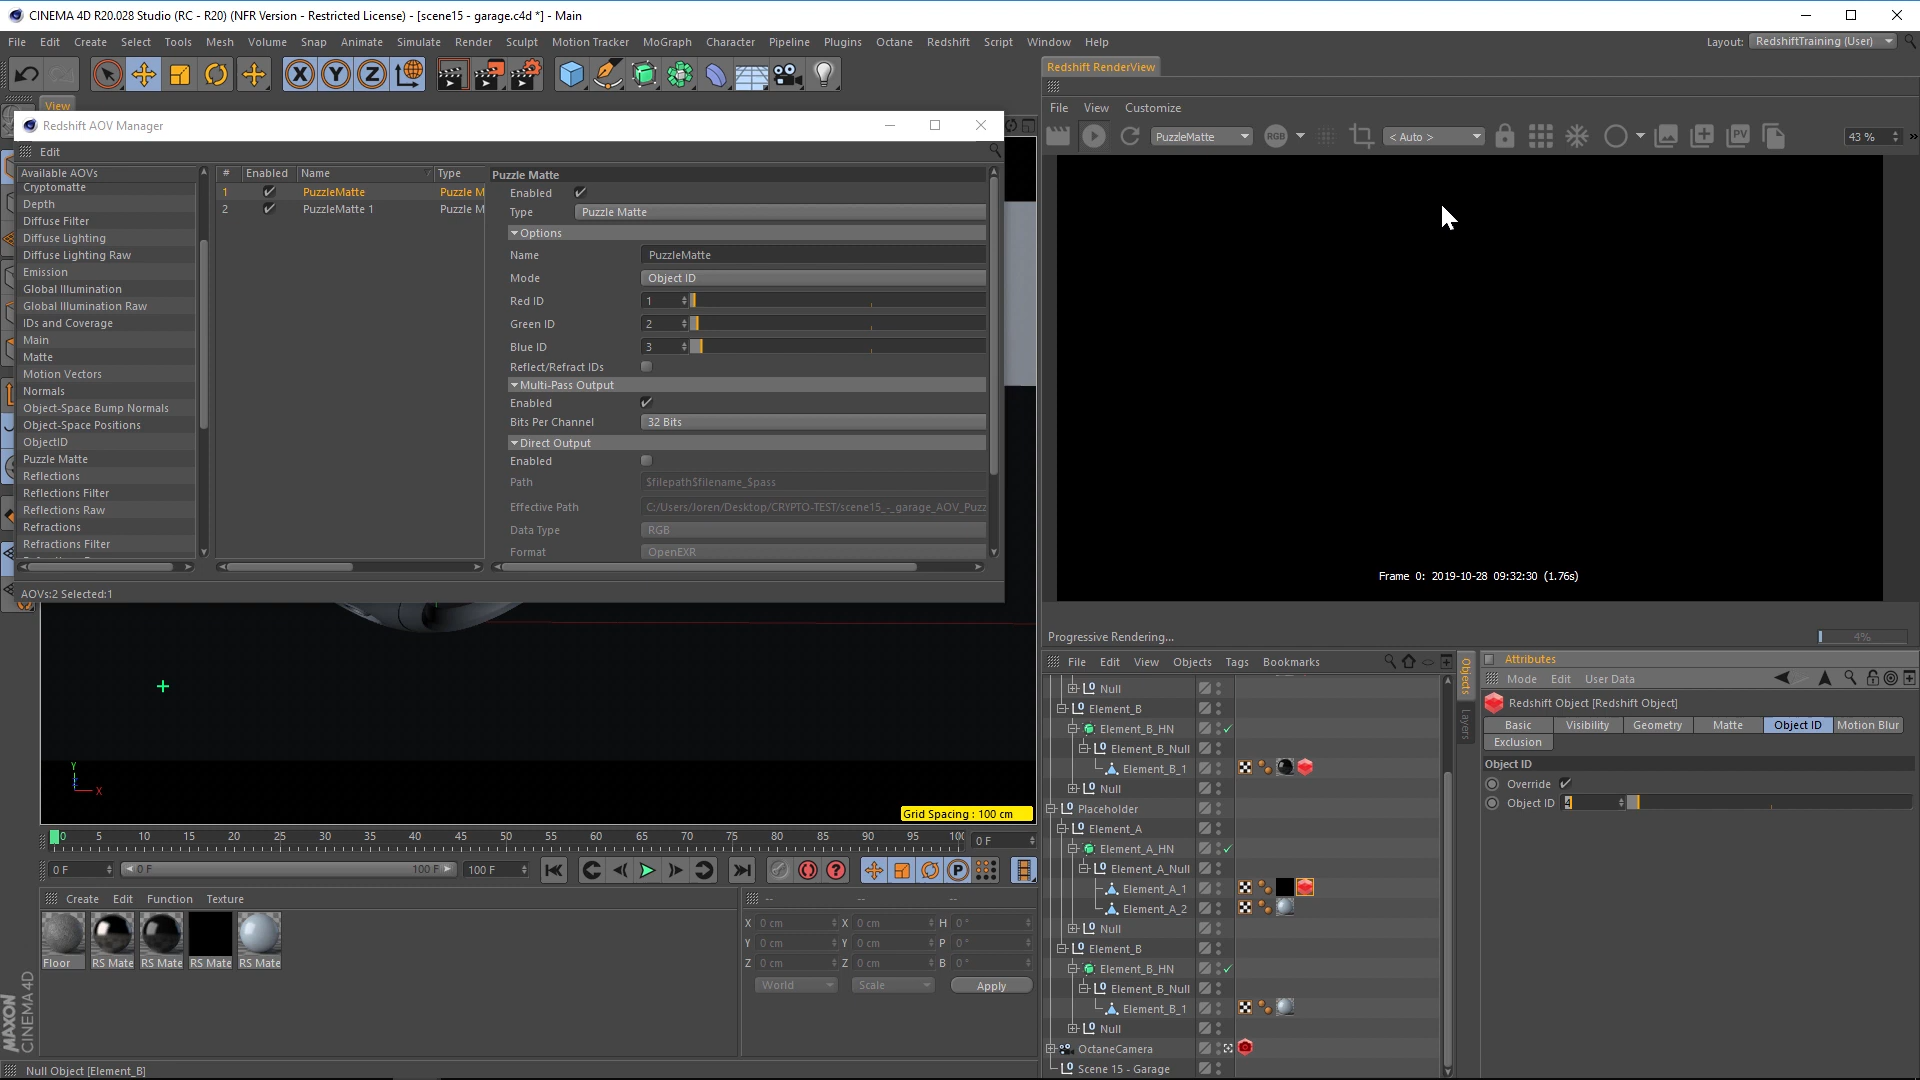 CINEMA 4D R20.028 Studio (RC - R20) (NFR Version - Restricted License) - [scene15 - garage.c4d *] - Main
File Edit Create Select Tools Mesh Volume Snap Animate Simulate Render Sculpt Motion Tracker MoGraph Character Pipeline Plugins Octane Redshift Script Window Help
Layout: RedshiftTraining (User)
View
Redshift AOV Manager
Edit
Available AOVs
Cryptomatte
Depth
Diffuse Filter
Diffuse Lighting
Diffuse Lighting Raw
Emission
Global Illumination
Global Illumination Raw
IDs and Coverage
Main
Matte
Motion Vectors
Normals
Object-Space Bump Normals
Object-Space Positions
ObjectID
Puzzle Matte
Reflections
Reflections Filter
Reflections Raw
Refractions
Refractions Filter
# Enabled Name Type
1 PuzzleMatte Puzzle M
2 PuzzleMatte 1 Puzzle M
Puzzle Matte
Enabled
Type Puzzle Matte
Options
Name PuzzleMatte
Mode Object ID
Red ID 1
Green ID 2
Blue ID 3
Reflect/Refract IDs
Multi-Pass Output
Enabled
Bits Per Channel 32 Bits
Direct Output
Enabled
Path $filepath$filename_$pass
Effective Path C:/Users/Joren/Desktop/CRYPTO-TEST/scene15_-_garage_AOV_Puzz
Data Type RGB
Format OpenEXR
AOVs:2 Selected:1
Redshift RenderView
File View Customize
PuzzleMatte RGB < Auto > PV 43 %
Frame 0: 2019-10-28 09:32:30 (1.76s)
Progressive Rendering... 4%
Y
X
Grid Spacing : 100 cm
0 5 10 15 20 25 30 35 40 45 50 55 60 65 70 75 80 85 90 95 100 0 F
0 F 0 F 100 F 100 F
Create Edit Function Texture
Floor RS Mate RS Mate RS Mate RS Mate
-- -- --
X 0 cm X 0 cm H 0 °
Y 0 cm Y 0 cm P 0 °
Z 0 cm Z 0 cm B 0 °
World Scale Apply
MAXON
CINEMA 4D
Null Object [Element_B]
File Edit View Objects Tags Bookmarks
Objects
Layers
Null
Element_B
Element_B_HN
Element_B_Null
Element_B_1
Null
Placeholder
Element_A
Element_A_HN
Element_A_Null
Element_A_1
Element_A_2
Null
Element_B
Element_B_HN
Element_B_Null
Element_B_1
Null
OctaneCamera
Scene 15 - Garage
Attributes
Mode Edit User Data
Redshift Object [Redshift Object]
Basic Visibility Geometry Matte Object ID Motion Blur
Exclusion
Object ID
Override
Object ID 4